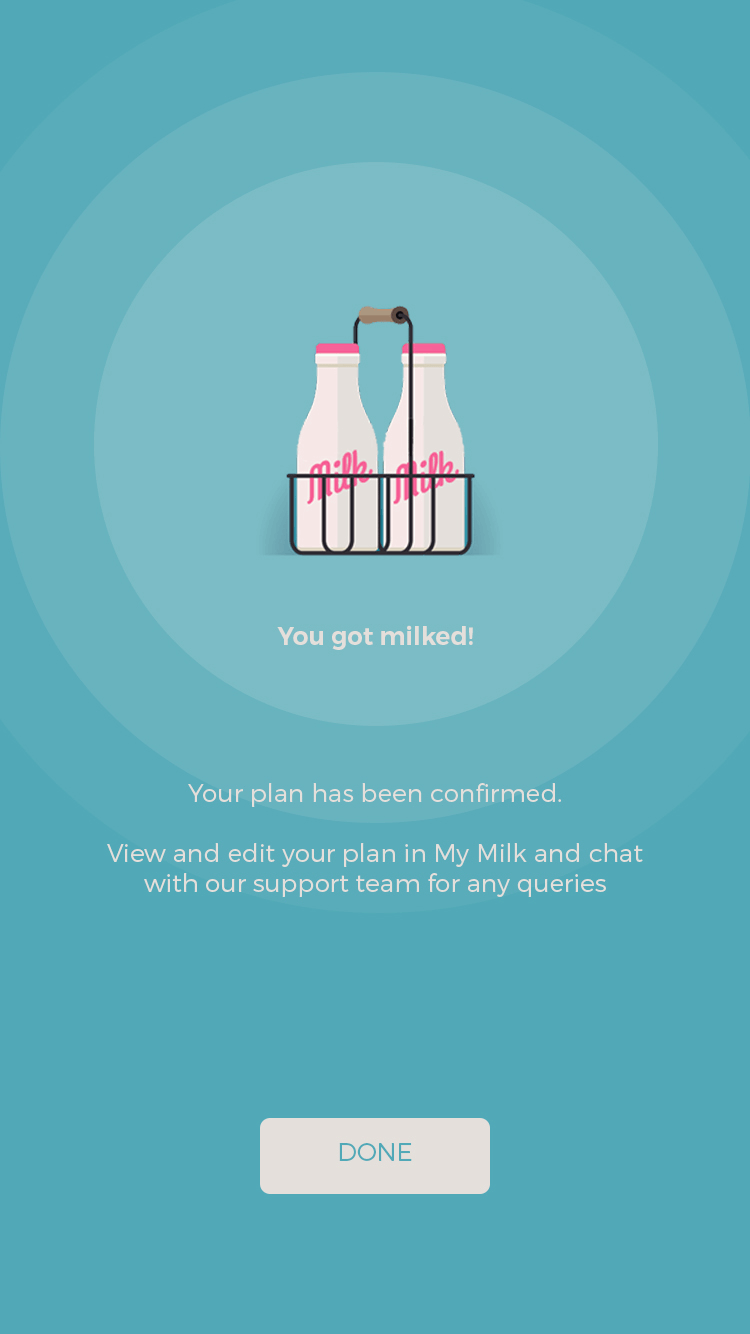 Milk Milk
You got milked!
Your plan has been confirmed.
View and edit your plan in My Milk and chat
with our support team for any queries
DONE